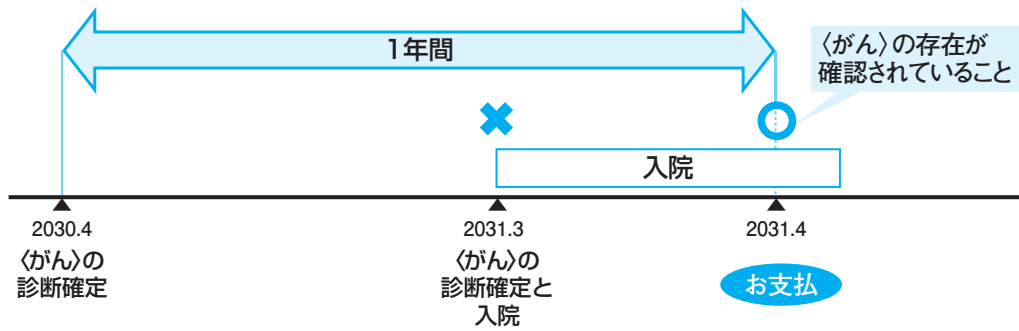 1年間
〈がん〉の存在が
確認されていること
入院
2030.4
〈がん〉の
診断確定
2031.3
〈がん〉の
診断確定と
入院
2031.4
お支払